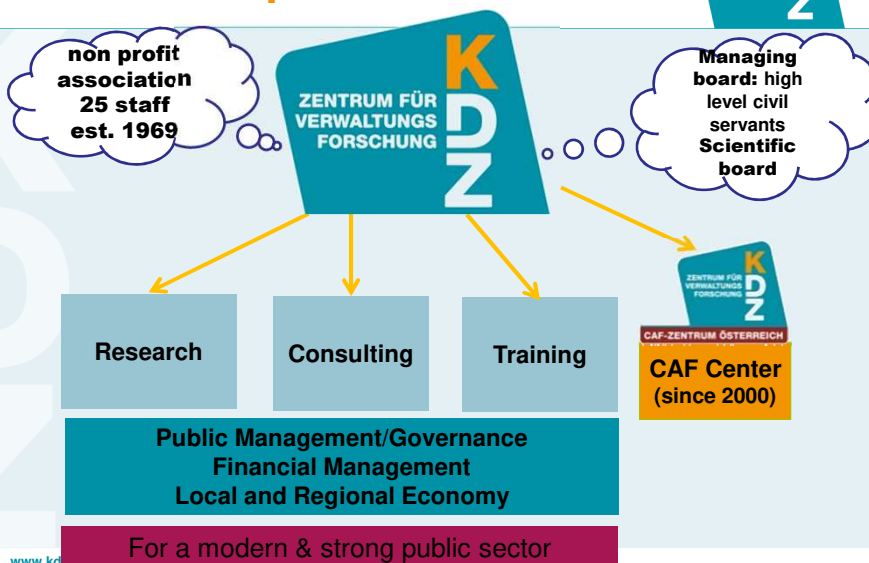 non profit
association
25 staff
est. 1969
ZENTRUM FÜR
VERWALTUNGS
FORSCHUNG
KDZ
Managing
board: high
level civil
servants
Scientific
board
Research
Consulting
Training
ZENTRUM FÜR
VERWALTUNGS
FORSCHUNG
KDZ
CAF-ZENTRUM ÖSTERREICH
CAF Center
(since 2000)
Public Management/Governance
Financial Management
Local and Regional Economy
For a modern & strong public sector